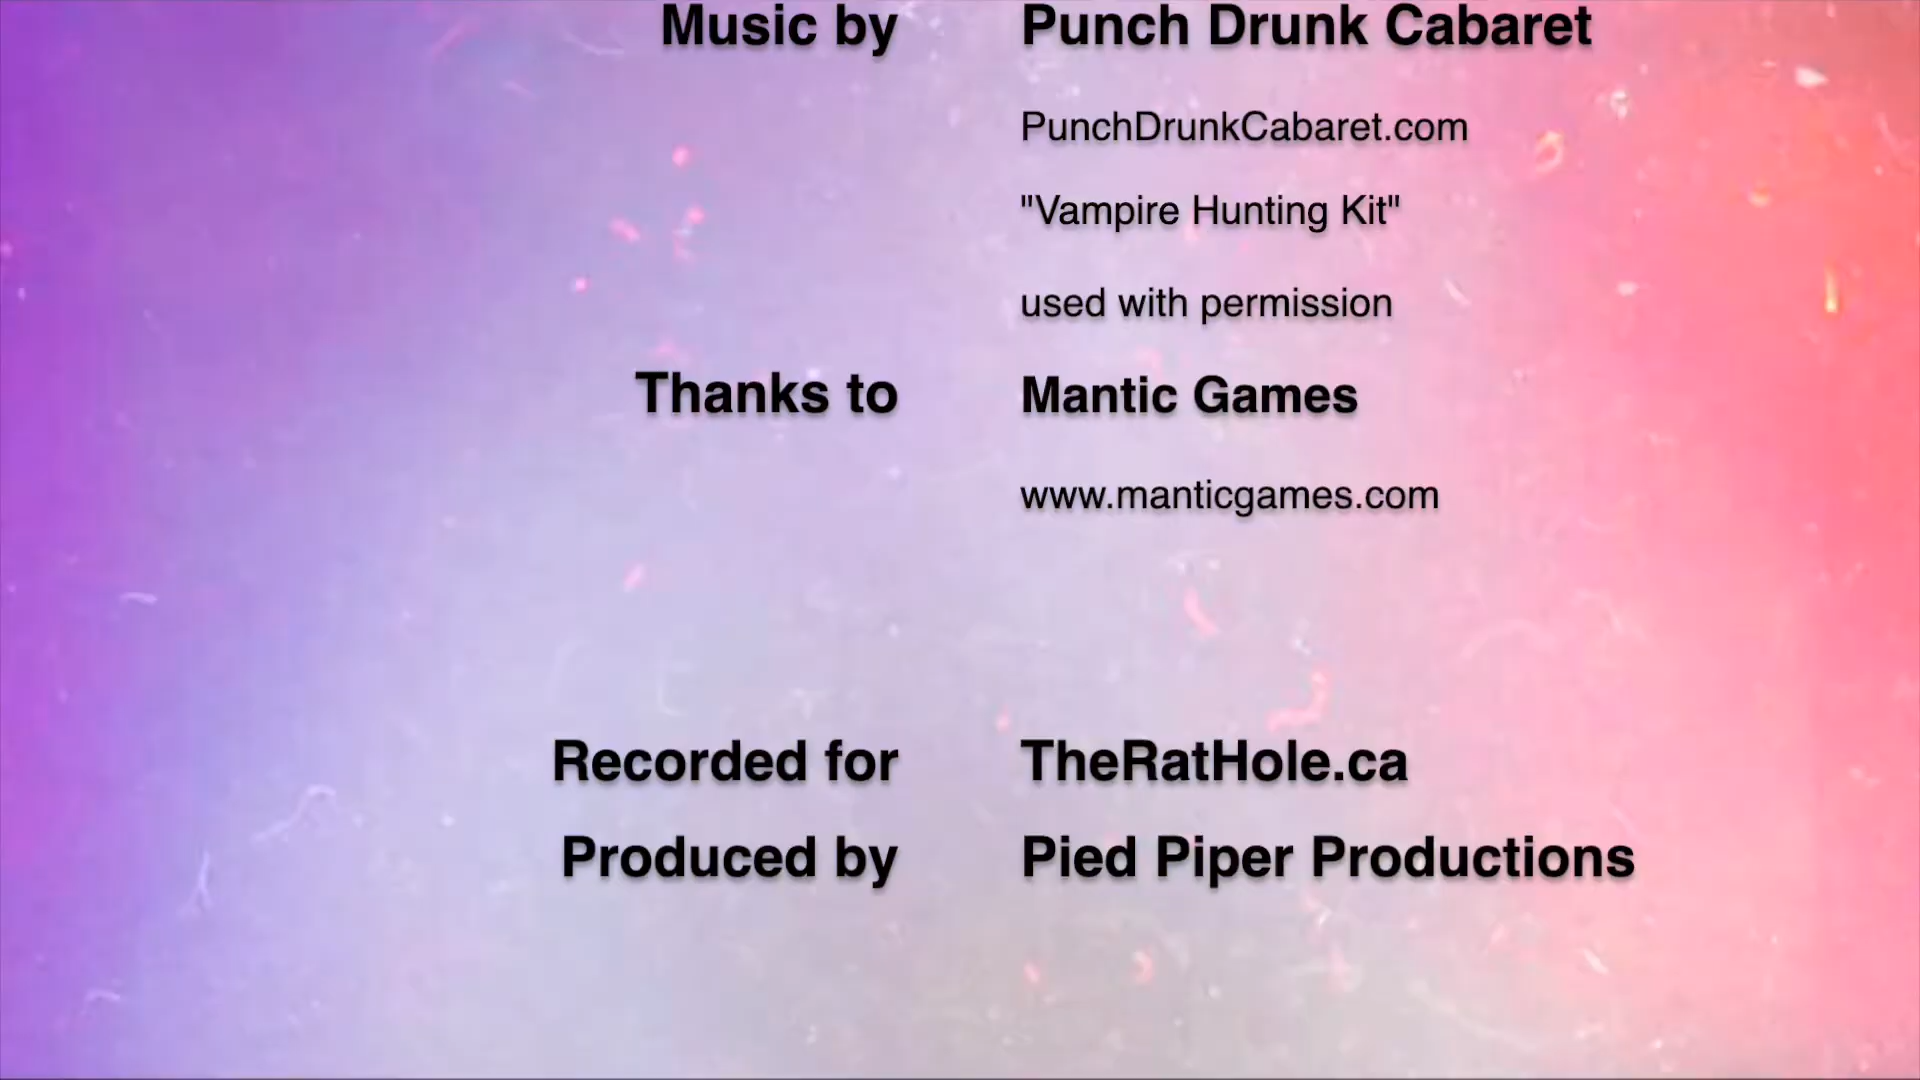 Music by Punch Drunk Cabaret
PunchDrunkCabaret.com
"Vampire Hunting Kit"
used with permission
Thanks to Mantic Games
www.manticgames.com
Recorded for TheRatHole.ca
Produced by Pied Piper Productions